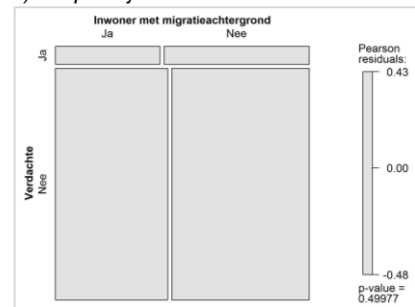 Inwoner met migratieachtergrond
Ja Nee
Ja
Verdachte
Nee
Pearson
residuals:
0.43
0.00
-0.48
p-value =
0.49977